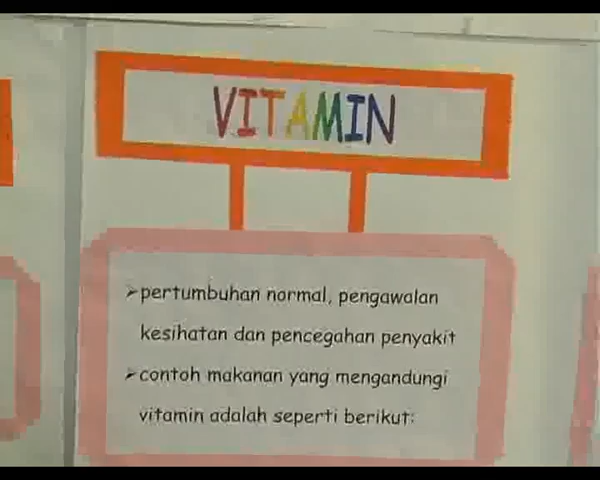 VITAMIN
➢pertumbuhan normal, pengawalan
kesihatan dan pencegahan penyakit
➢contoh makanan yang mengandungi
vitamin adalah seperti berikut: